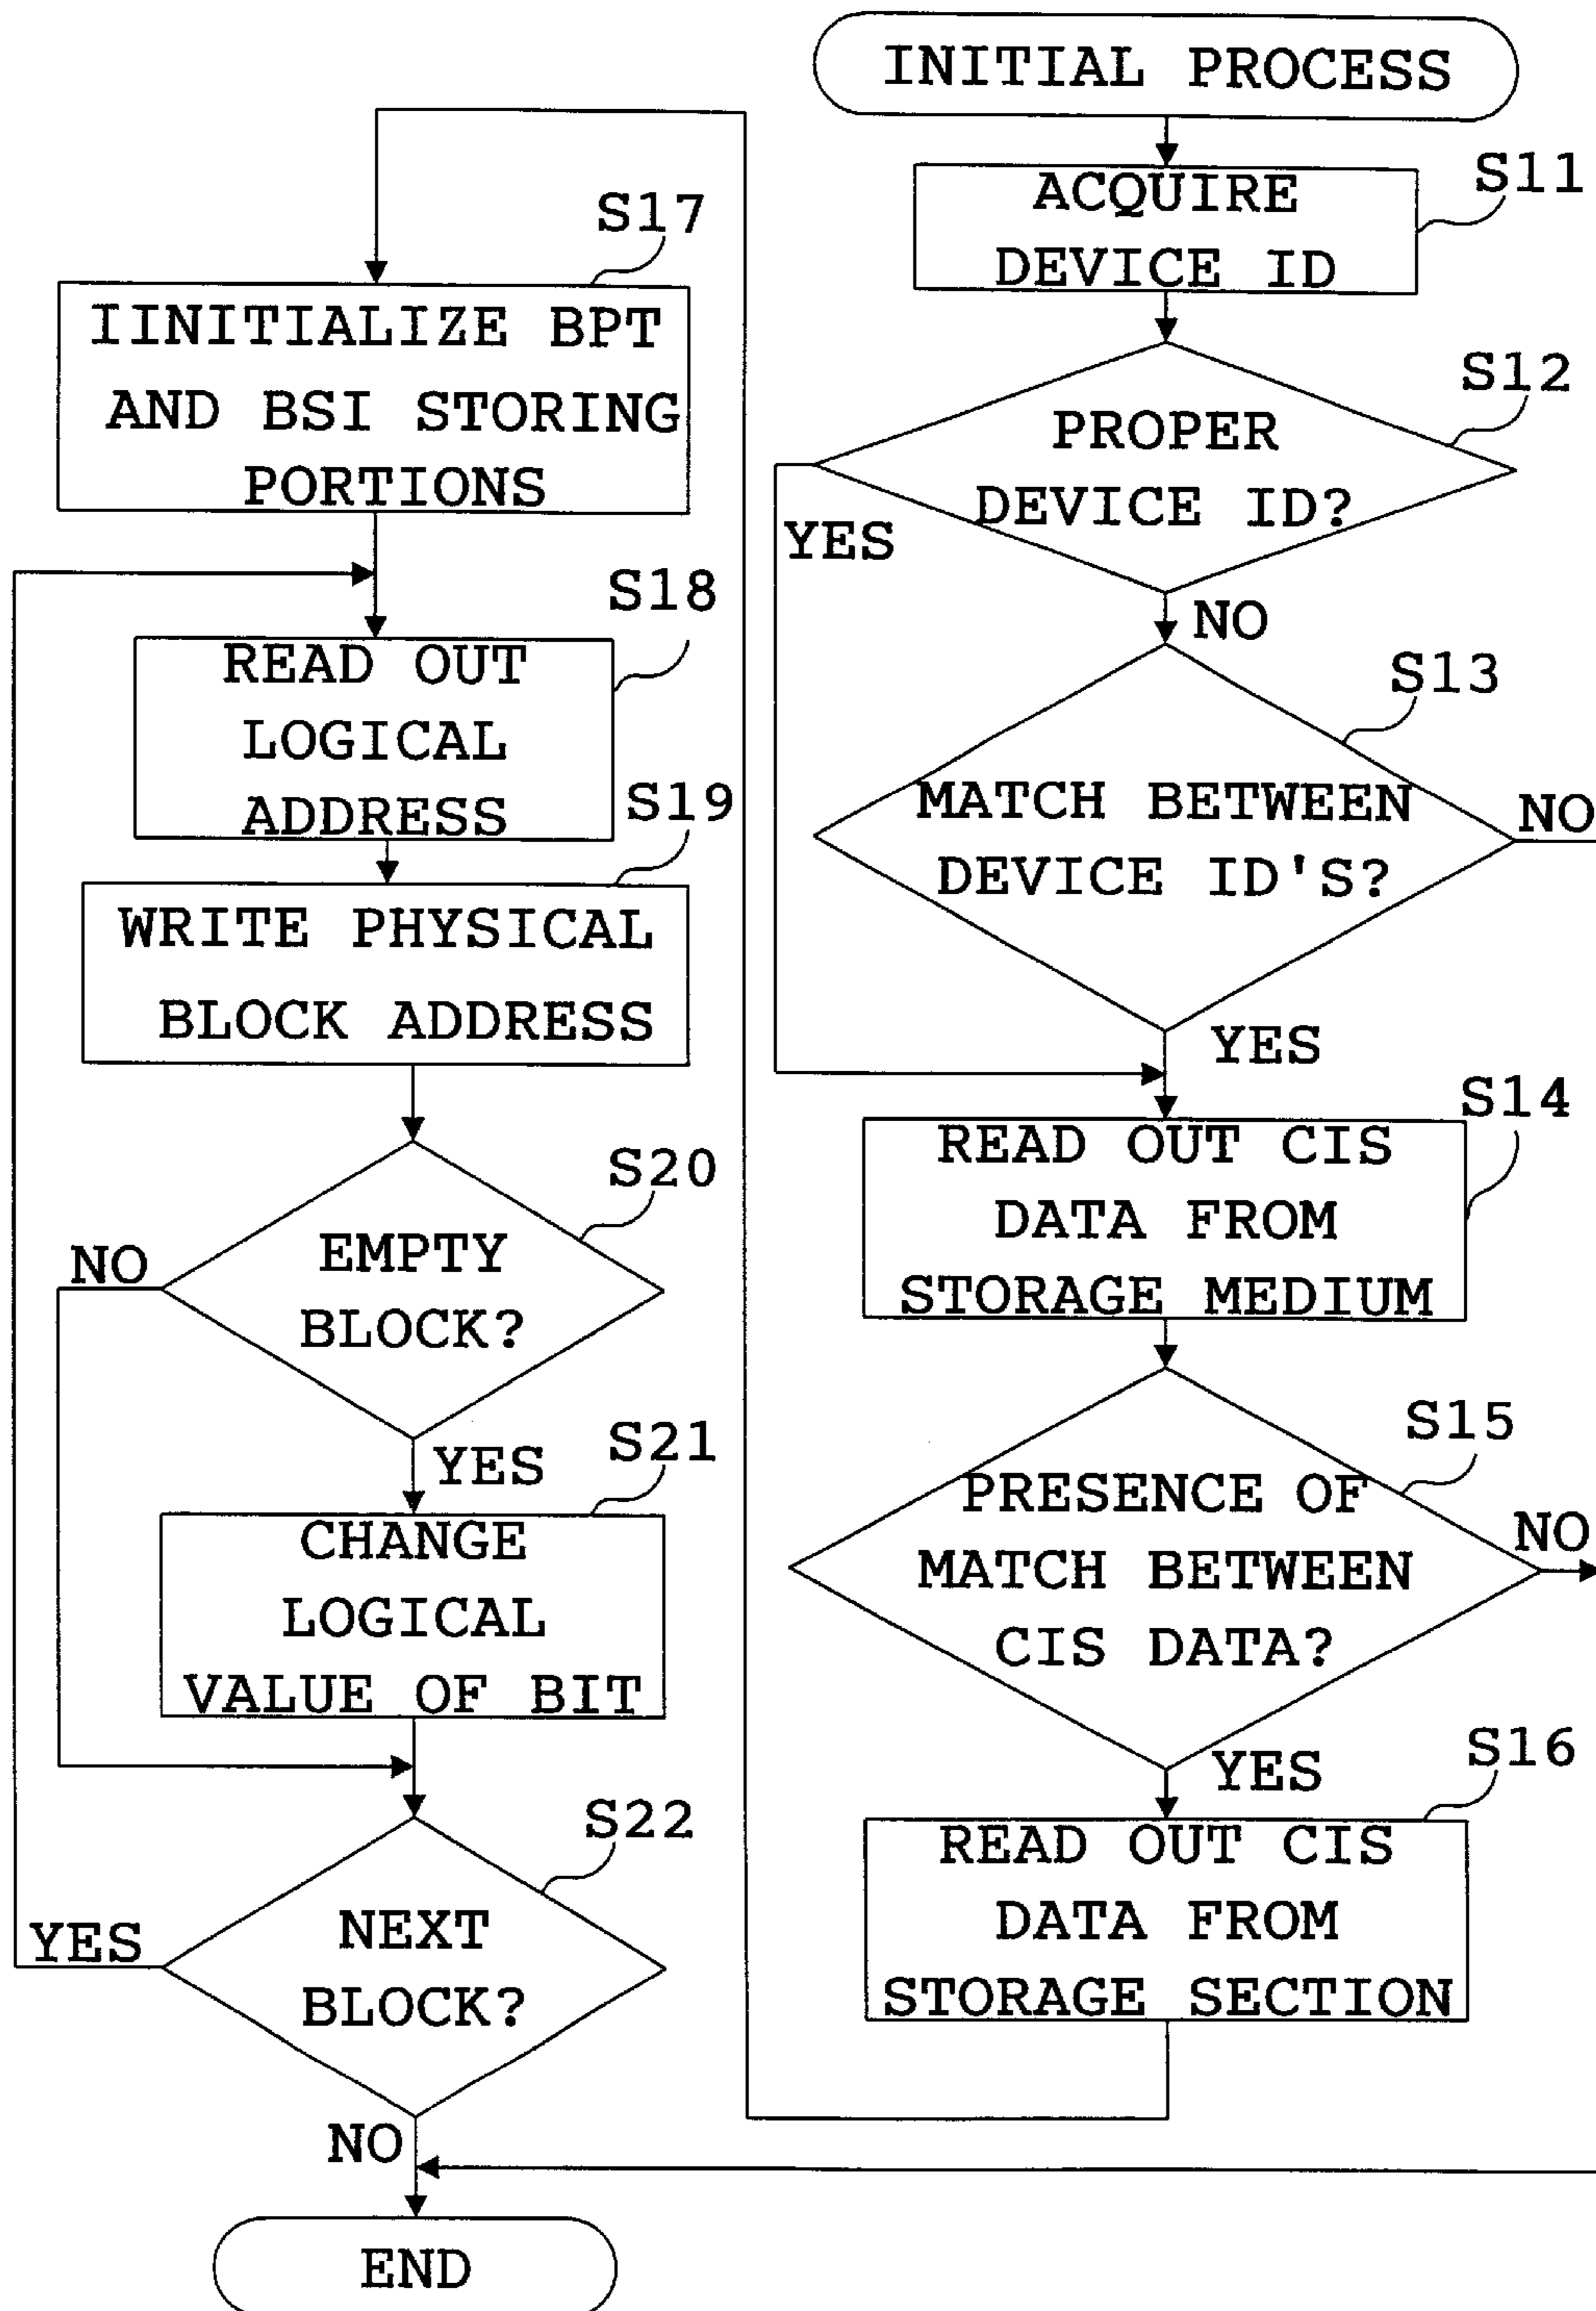 INITIAL PROCESS
S11
ACQUIRE
DEVICE ID
S12
PROPER
DEVICE ID?
YES
NO
S13
MATCH BETWEEN
DEVICE ID'S?
NO
YES
S14
READ OUT CIS
DATA FROM
STORAGE MEDIUM
S15
PRESENCE OF
MATCH BETWEEN
CIS DATA?
NO
YES
S16
READ OUT CIS
DATA FROM
STORAGE SECTION
S17
IINITIALIZE BPT
AND BSI STORING
PORTIONS
S18
READ OUT
LOGICAL
ADDRESS
S19
WRITE PHYSICAL
BLOCK ADDRESS
S20
EMPTY
BLOCK?
NO
YES
S21
CHANGE
LOGICAL
VALUE OF BIT
S22
NEXT
BLOCK?
YES
NO
END